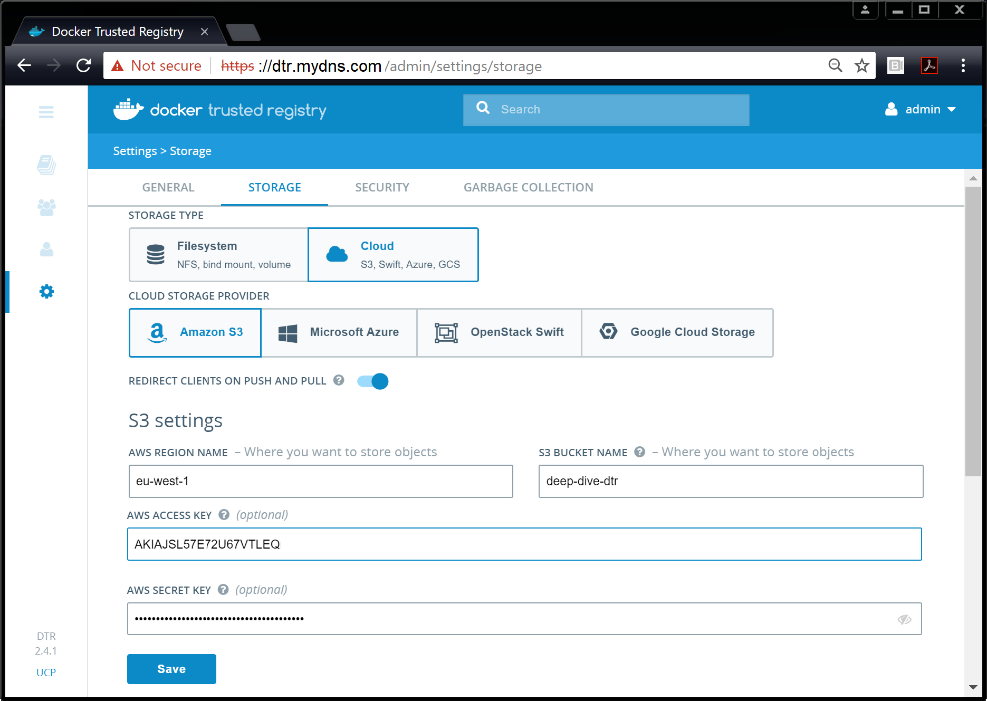 Docker Trusted Registry
Not secure https ://dtr.mydns.com /admin/settings/storage
docker trusted registry
Search
admin
Settings > Storage
GENERAL STORAGE SECURITY GARBAGE COLLECTION
STORAGE TYPE
Filesystem
NFS, bind mount, volume
Cloud
S3, Swift, Azure, GCS
CLOUD STORAGE PROVIDER
Amazon S3 Microsoft Azure OpenStack Swift Google Cloud Storage
REDIRECT CLIENTS ON PUSH AND PULL ?
S3 settings
AWS REGION NAME – Where you want to store objects
eu-west-1
S3 BUCKET NAME ? – Where you want to store objects
deep-dive-dtr
AWS ACCESS KEY ? (optional)
AKIAJSL57E72U67VTLEQ
AWS SECRET KEY ? (optional)
Save
DTR
2.4.1
UCP